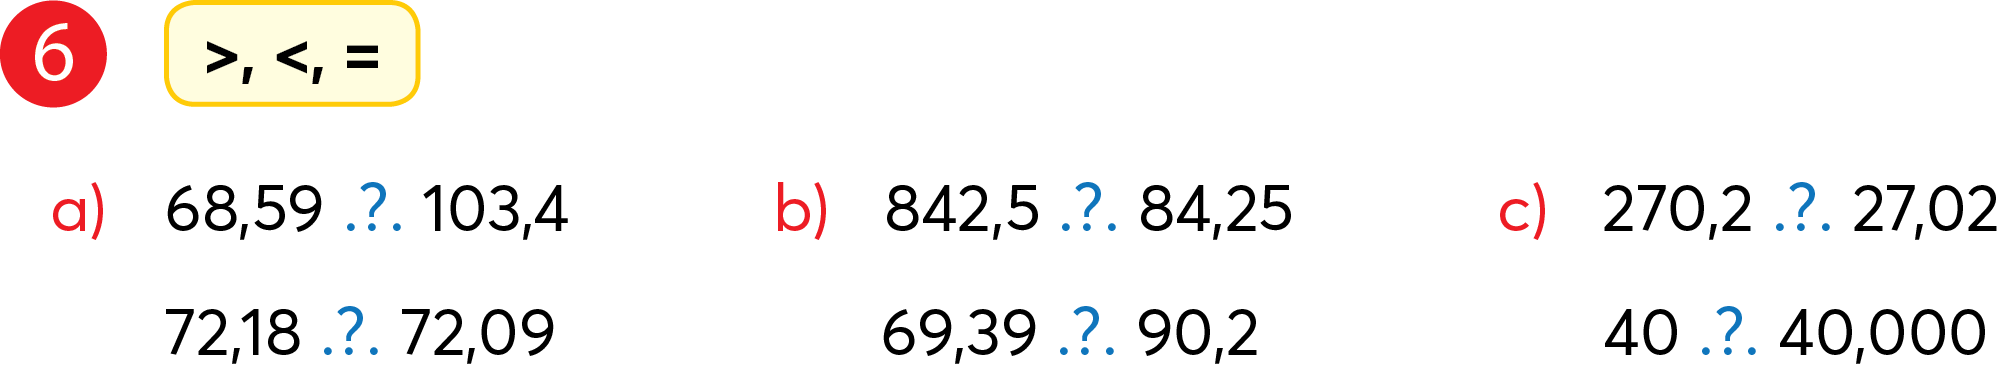 6 >, <, =
a) 68,59 .?. 103,4 b) 842,5 .?. 84,25 c) 270,2 .?. 27,02
72,18 .?. 72,09 69,39 .?. 90,2 40 .?. 40,000